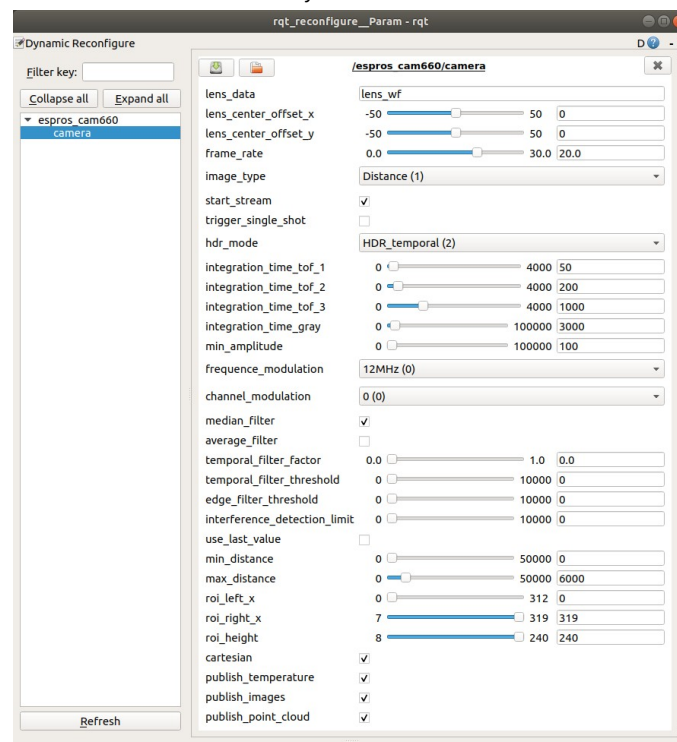 rqt_reconfigure__Param - rqt
Dynamic Reconfigure D ? -
Filter key:
Collapse all Expand all
espros_cam660
camera
Refresh
/espros_cam660/camera
lens_data lens_wf
lens_center_offset_x -50 50 0
lens_center_offset_y -50 50 0
frame_rate 0.0 30.0 20.0
image_type Distance (1)
start_stream
trigger_single_shot
hdr_mode HDR_temporal (2)
integration_time_tof_1 0 4000 50
integration_time_tof_2 0 4000 200
integration_time_tof_3 0 4000 1000
integration_time_gray 0 100000 3000
min_amplitude 0 100000 100
frequence_modulation 12MHz (0)
channel_modulation 0 (0)
median_filter
average_filter
temporal_filter_factor 0.0 1.0 0.0
temporal_filter_threshold 0 10000 0
edge_filter_threshold 0 10000 0
interference_detection_limit 0 10000 0
use_last_value
min_distance 0 50000 0
max_distance 0 50000 6000
roi_left_x 0 312 0
roi_right_x 7 319 319
roi_height 8 240 240
cartesian
publish_temperature
publish_images
publish_point_cloud